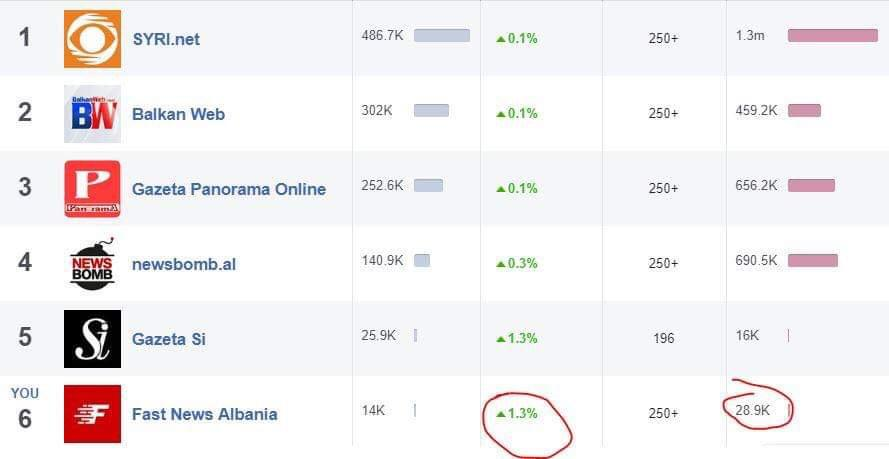 1 SYRI.net 486.7K 0.1% 250+ 1.3m
BalkanWeb
BW
2 Balkan Web 302K 0.1% 250+ 459.2K
P
PanoramA
3 Gazeta Panorama Online 252.6K 0.1% 250+ 656.2K
NEWS
BOMB
4 newsbomb.al 140.9K 0.3% 250+ 690.5K
Si
5 Gazeta Si 25.9K 1.3% 196 16K
YOU
F
6 Fast News Albania 14K 1.3% 250+ 28.9K